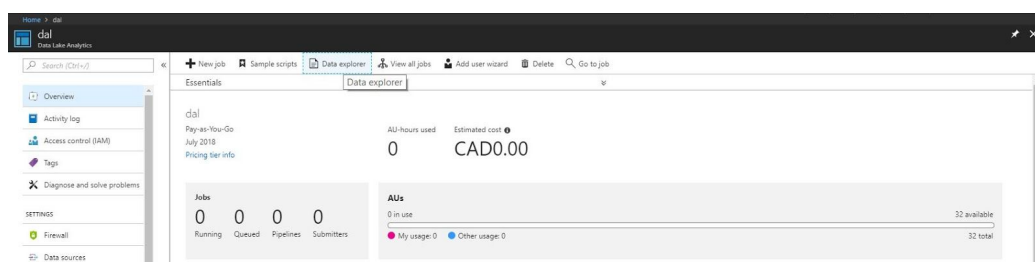 Home > dal
dal
Data Lake Analytics
Search (Ctrl+/)
New job Sample scripts Data explorer View all jobs Add user wizard Delete Go to job
Essentials
Data explorer
Overview
Activity log
Access control (IAM)
Tags
Diagnose and solve problems
SETTINGS
Firewall
Data sources
dal
Pay-as-You-Go
July 2018
Pricing tier info
AU-hours used
0
Estimated cost
CAD0.00
Jobs
0 0 0 0
Running Queued Pipelines Submitters
AUs
0 in use 32 available
My usage: 0 Other usage: 0 32 total